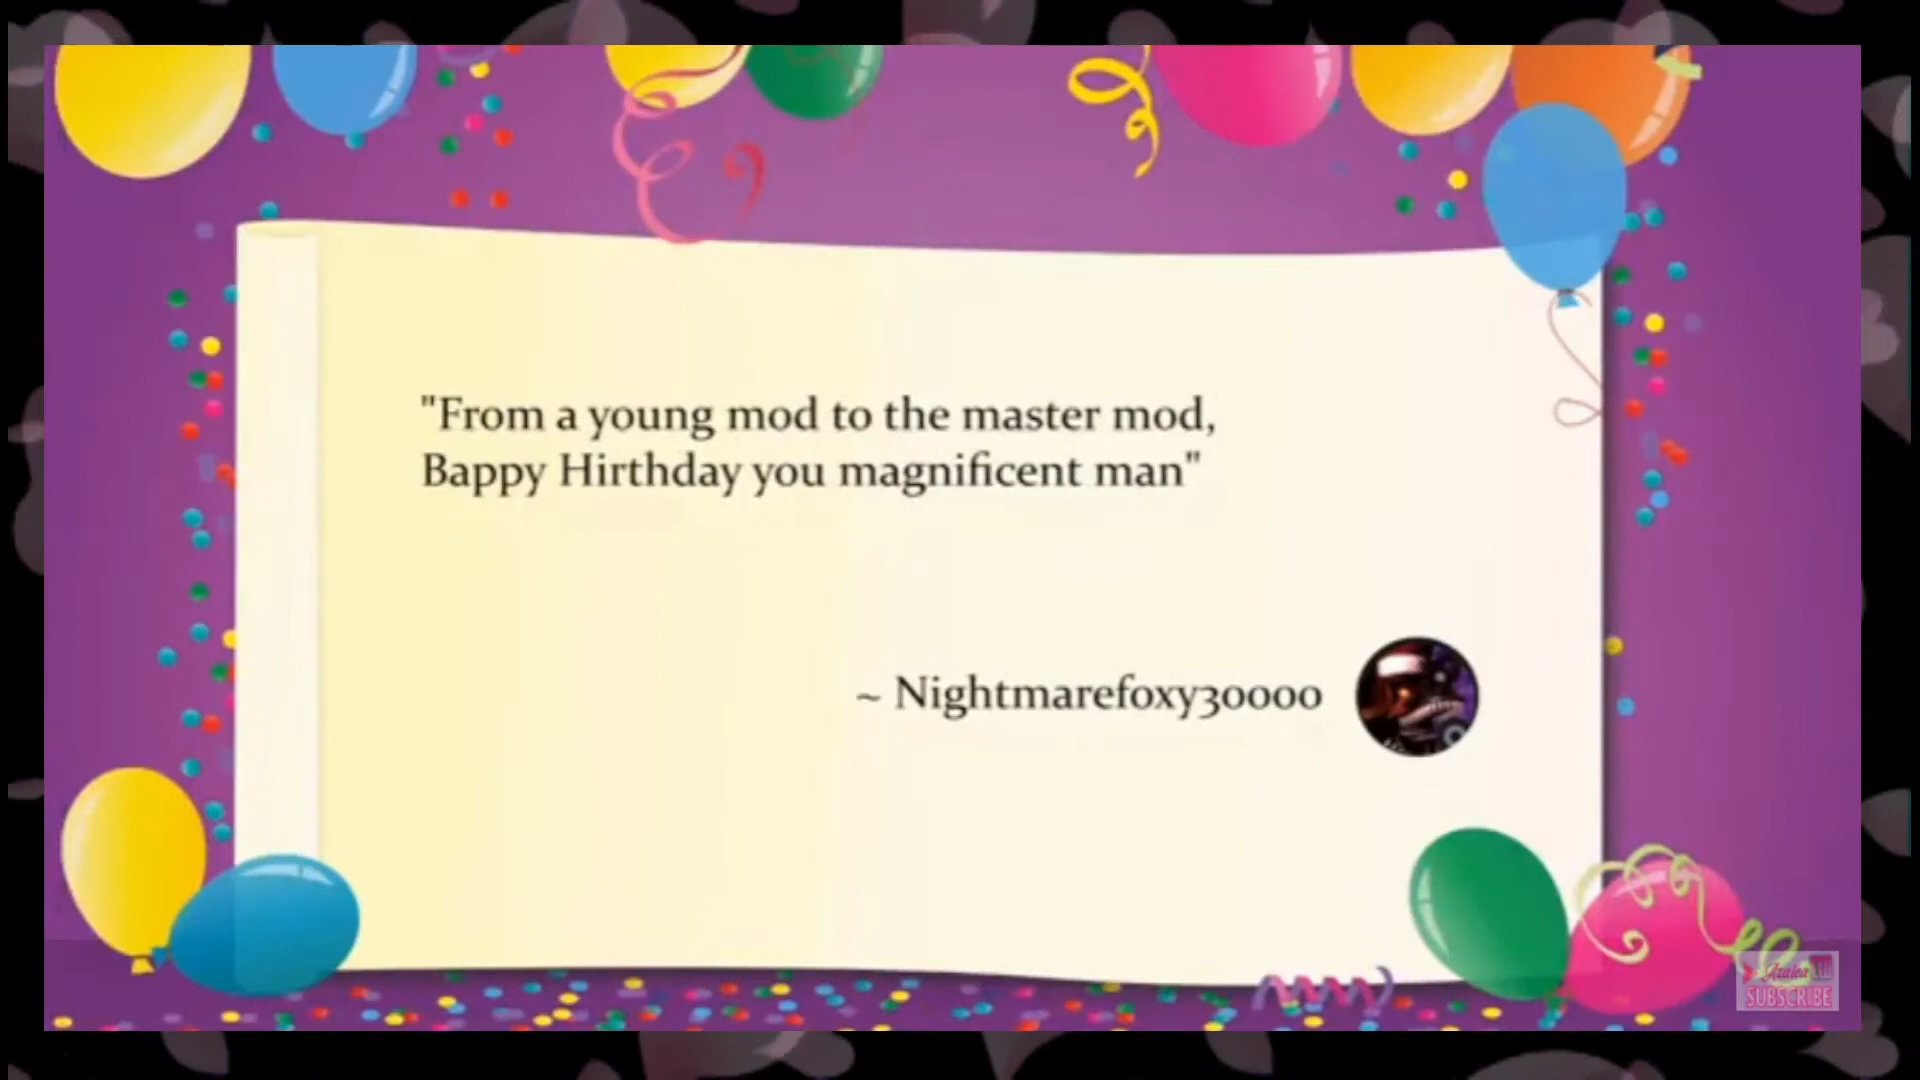 "From a young mod to the master mod,
Bappy Hirthday you magnificent man"
~ Nightmarefoxy30000
SUBSCRIBE